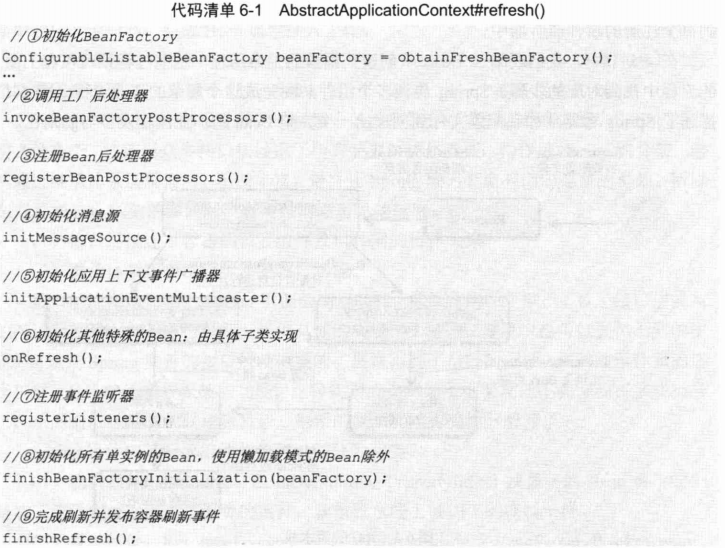 代码清单 6-1 AbstractApplicationContext#refresh()
//①初始化BeanFactory
ConfigurableListableBeanFactory beanFactory = obtainFreshBeanFactory();
…
//②调用工厂后处理器
invokeBeanFactoryPostProcessors();
//③注册Bean后处理器
registerBeanPostProcessors();
//④初始化消息源
initMessageSource();
//⑤初始化应用上下文事件广播器
initApplicationEventMulticaster();
//⑥初始化其他特殊的Bean：由具体子类实现
onRefresh();
//⑦注册事件监听器
registerListeners();
//⑧初始化所有单实例的Bean，使用懒加载模式的Bean除外
finishBeanFactoryInitialization(beanFactory);
//⑨完成刷新并发布容器刷新事件
finishRefresh();